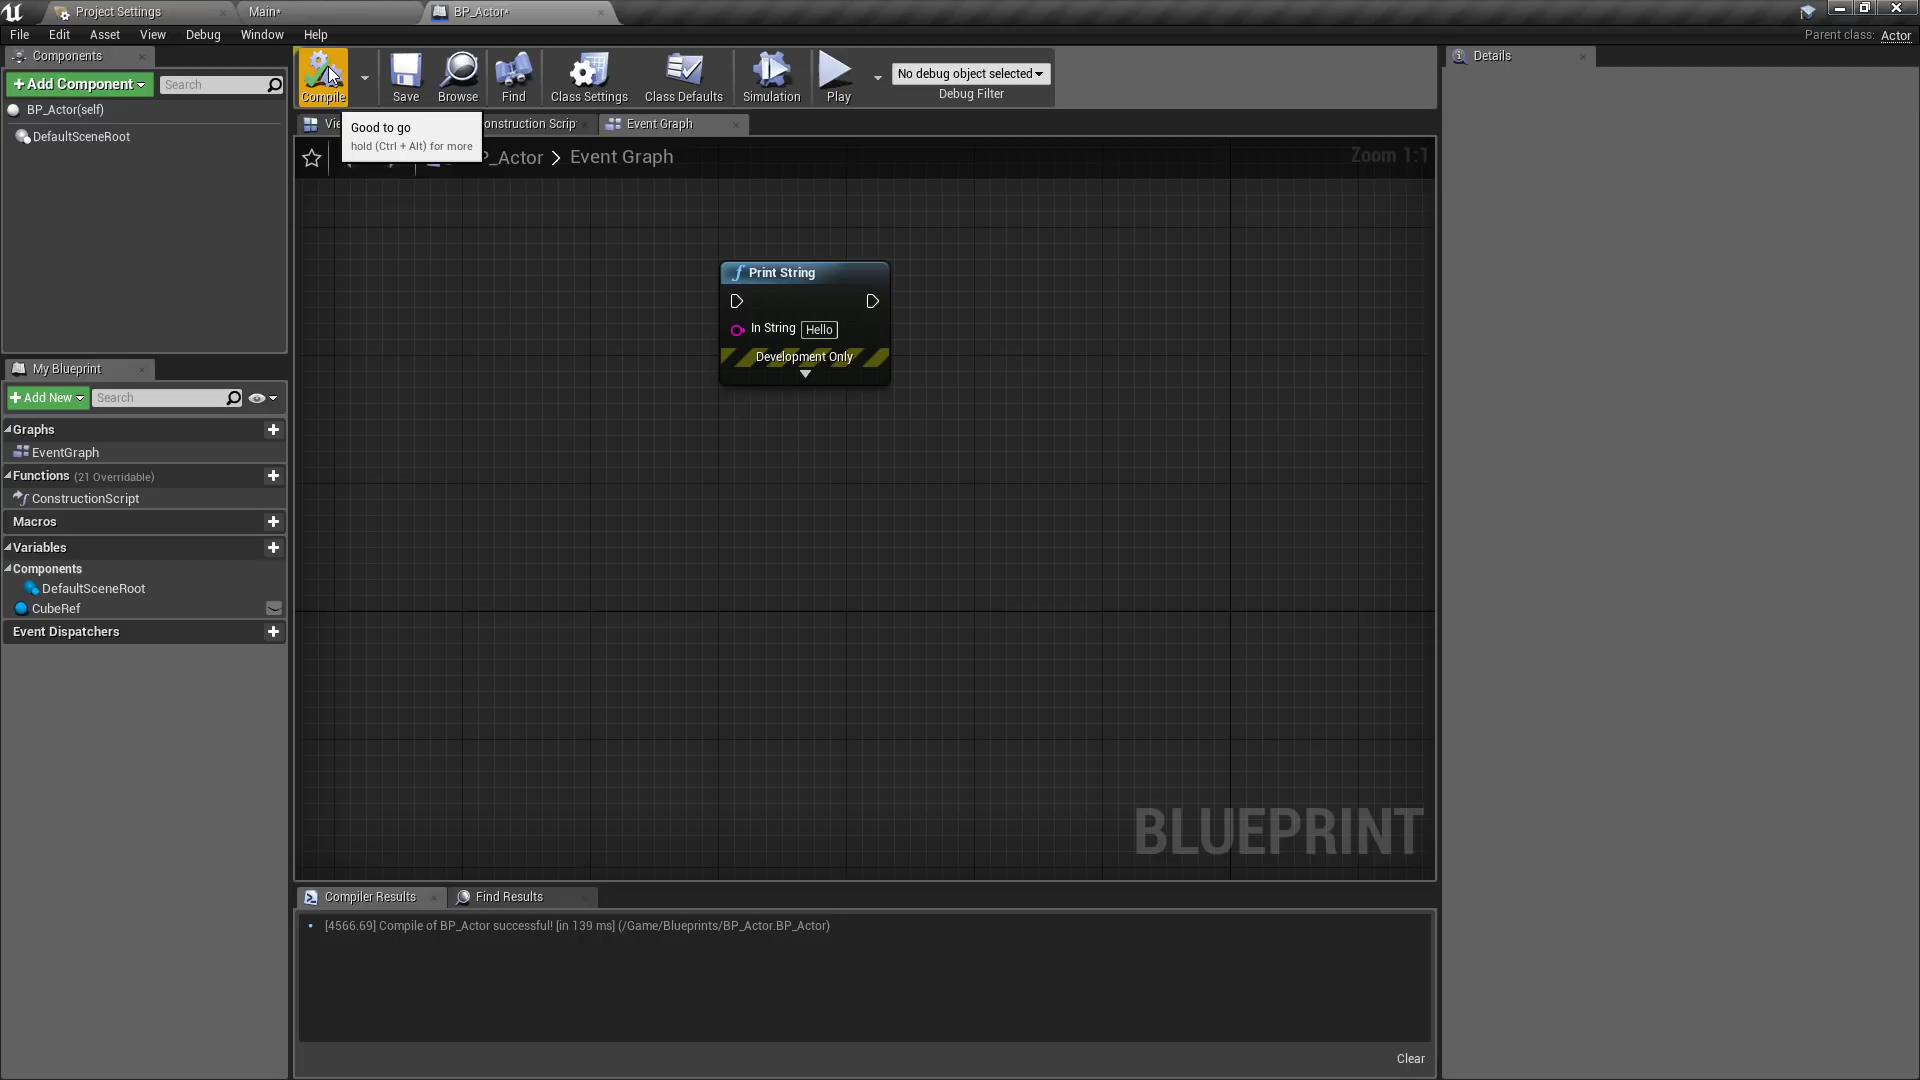 Project Settings
Main*
BP_Actor*
File Edit Asset View Debug Window Help
Parent class: Actor
Components
+ Add Component
Search
BP_Actor(self)
DefaultSceneRoot
Compile
Save
Browse
Find
Class Settings
Class Defaults
Simulation
Play
No debug object selected
Debug Filter
Details
Good to go
hold (Ctrl + Alt) for more
Vie
onstruction Scrip
Event Graph
P_Actor > Event Graph
Zoom 1:1
Print String
In String Hello
Development Only
My Blueprint
+ Add New
Search
Graphs
EventGraph
Functions (21 Overridable)
ConstructionScript
Macros
Variables
Components
DefaultSceneRoot
CubeRef
Event Dispatchers
BLUEPRINT
Compiler Results
Find Results
[4566.69] Compile of BP_Actor successful! [in 139 ms] (/Game/Blueprints/BP_Actor.BP_Actor)
Clear